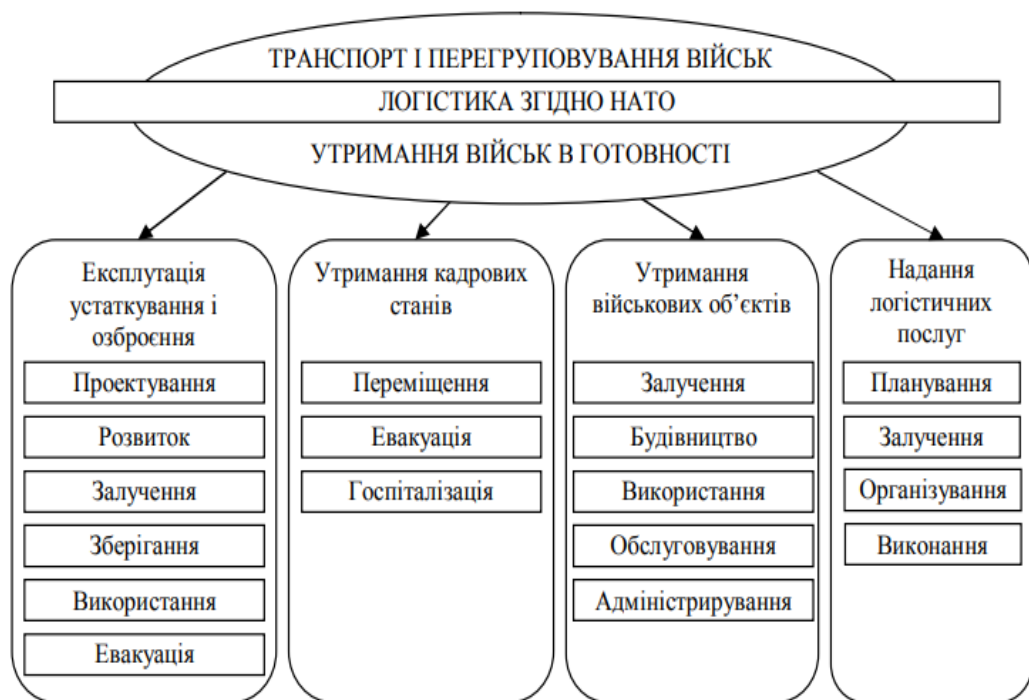 ТРАНСПОРТ І ПЕРЕГРУПОВУВАННЯ ВІЙСЬК
ЛОГІСТИКА ЗГІДНО НАТО
УТРИМАННЯ ВІЙСЬК В ГОТОВНОСТІ
Експлутація
устаткування і
озброєння
Проектування
Розвиток
Залучення
Зберігання
Використання
Евакуація
Утримання кадрових
станів
Переміщення
Евакуація
Госпіталізація
Утримання
військових об’єктів
Залучення
Будівництво
Використання
Обслуговування
Адміністрирування
Надання
логістичних
послуг
Планування
Залучення
Організування
Виконання